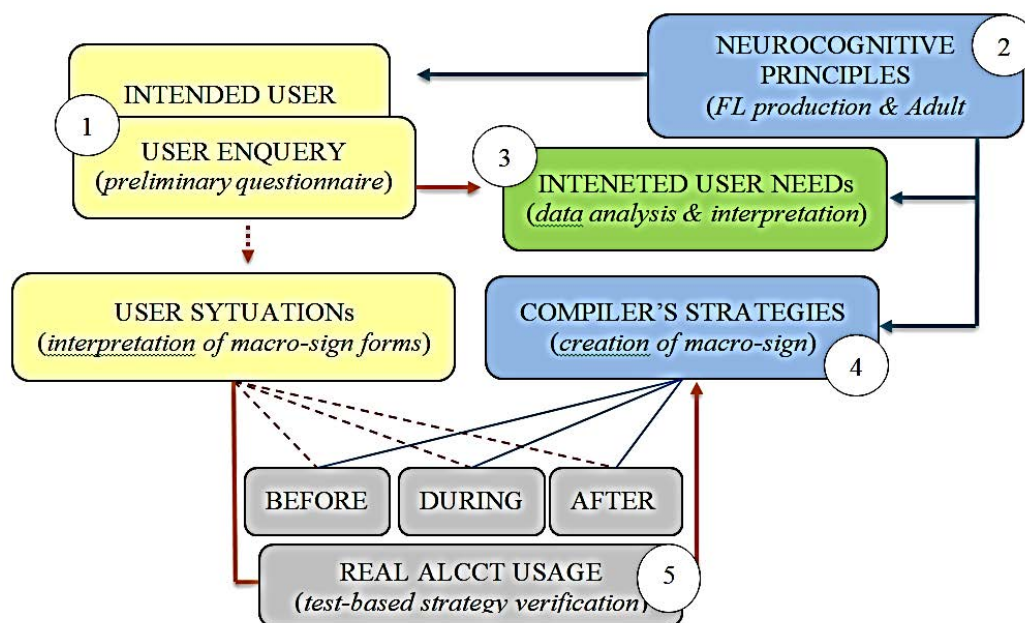 INTENDED USER
1
USER ENQUERY
(preliminary questionnaire)
NEUROCOGNITIVE
PRINCIPLES
(FL production & Adult
2
3
INTENETED USER NEEDs
(data analysis & interpretation)
USER SYTUATIONs
(interpretation of macro-sign forms)
COMPILER’S STRATEGIES
(creation of macro-sign)
4
BEFORE
DURING
AFTER
REAL ALCCT USAGE
(test-based strategy verification)
5